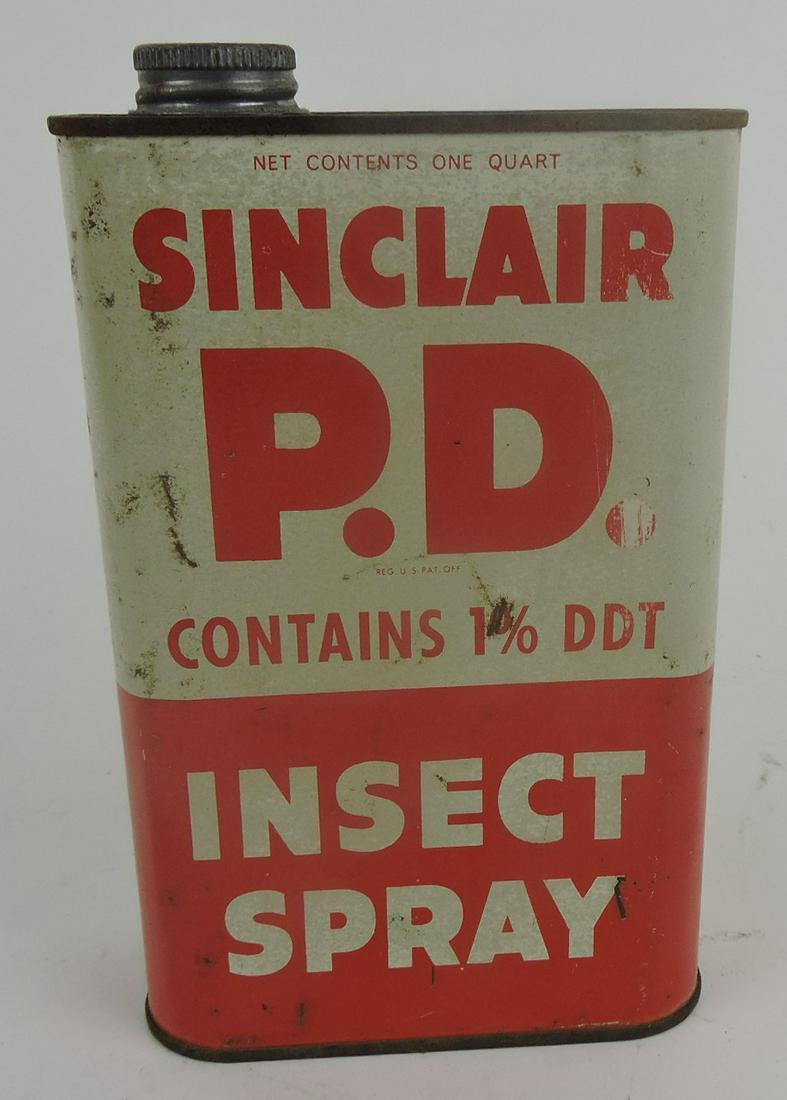 NET CONTENTS ONE QUART
SINCLAIR
P.D.
REG. U.S. PAT. OFF
CONTAINS 1% DDT
INSECT
SPRAY